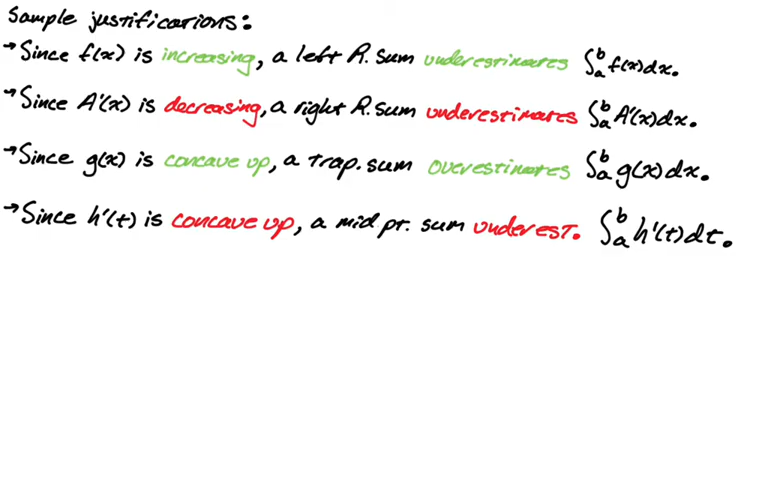 Sample justifications:
→Since f(x) is increasing, a left R. sum underestimates ∫ₐᵇ f(x)dx.
→Since A'(x) is decreasing, a right R. sum underestimates ∫ₐᵇ A'(x)dx.
→Since g(x) is concave up, a trap. sum overestimates ∫ₐᵇ g(x)dx.
→Since h'(t) is concave up, a mid pt. sum underest. ∫ₐᵇ h'(t)dt.